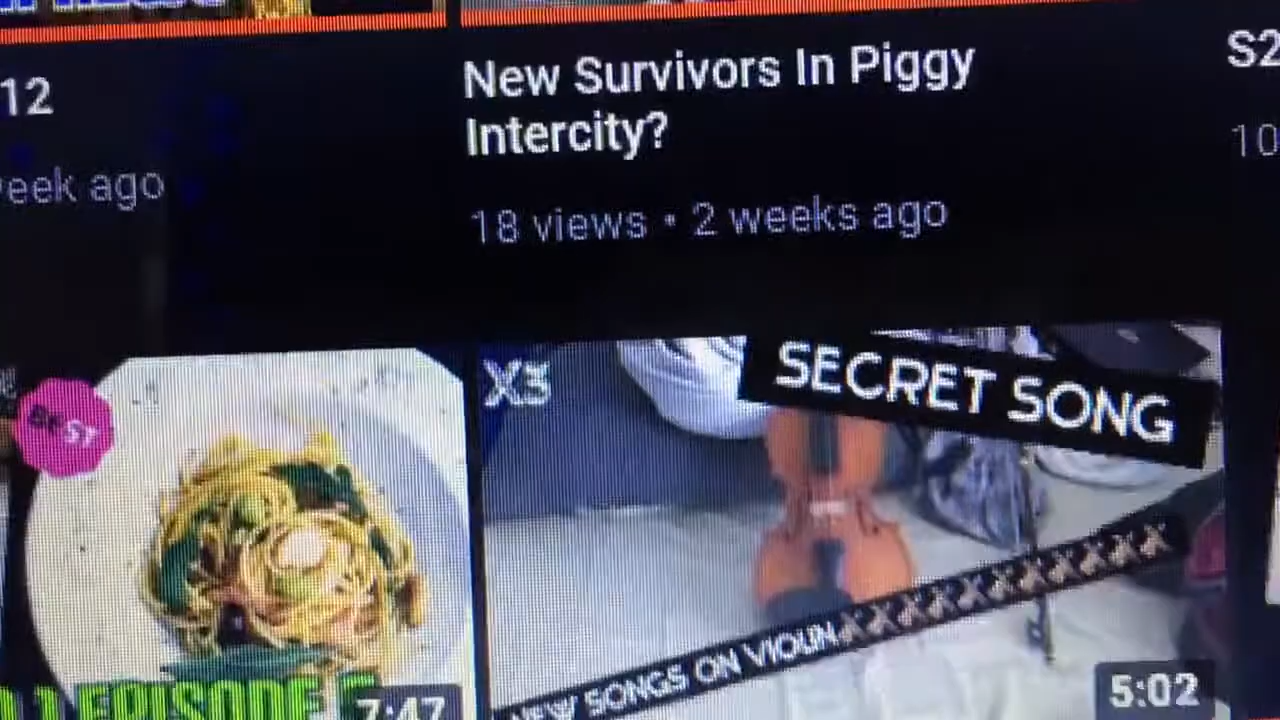 12
New Survivors In Piggy
Intercity?
S2
eek ago
18 views • 2 weeks ago
10
BEST
X3
SECRET SONG
NEW SONGS ON VIOLIN
EPISODE
7:47
5:02